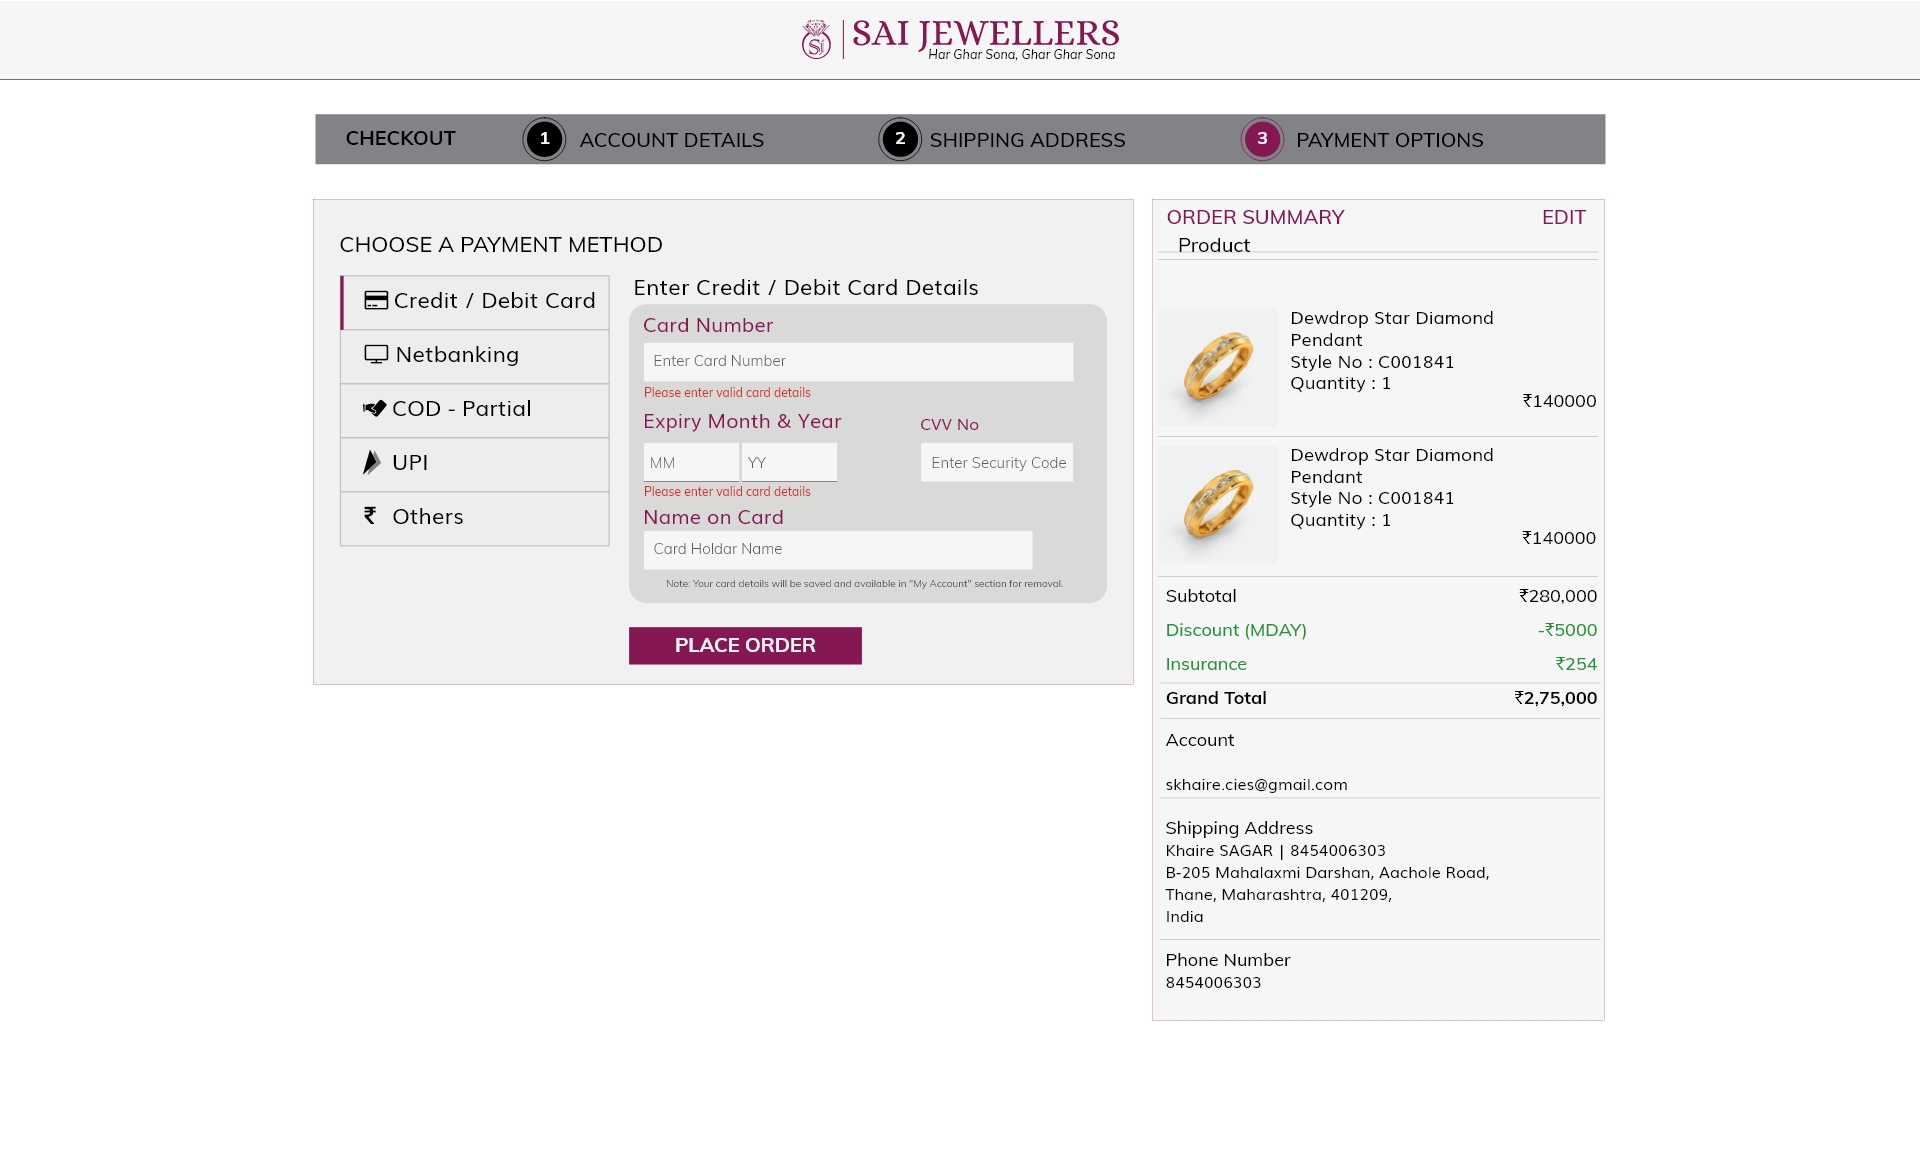 Si
SAI JEWELLERS
Har Ghar Sona, Ghar Ghar Sona
CHECKOUT 1 ACCOUNT DETAILS 2 SHIPPING ADDRESS 3 PAYMENT OPTIONS
CHOOSE A PAYMENT METHOD
Credit / Debit Card
Netbanking
COD - Partial
UPI
₹ Others
Enter Credit / Debit Card Details
Card Number
Enter Card Number
Please enter valid card details
Expiry Month & Year CVV No
MM YY Enter Security Code
Please enter valid card details
Name on Card
Card Holdar Name
Note: Your card details will be saved and available in "My Account" section for removal.
PLACE ORDER
ORDER SUMMARY EDIT
Product
Dewdrop Star Diamond
Pendant
Style No : C001841
Quantity : 1
₹140000
Dewdrop Star Diamond
Pendant
Style No : C001841
Quantity : 1
₹140000
Subtotal ₹280,000
Discount (MDAY) -₹5000
Insurance ₹254
Grand Total ₹2,75,000
Account
skhaire.cies@gmail.com
Shipping Address
Khaire SAGAR | 8454006303
B-205 Mahalaxmi Darshan, Aachole Road,
Thane, Maharashtra, 401209,
India
Phone Number
8454006303